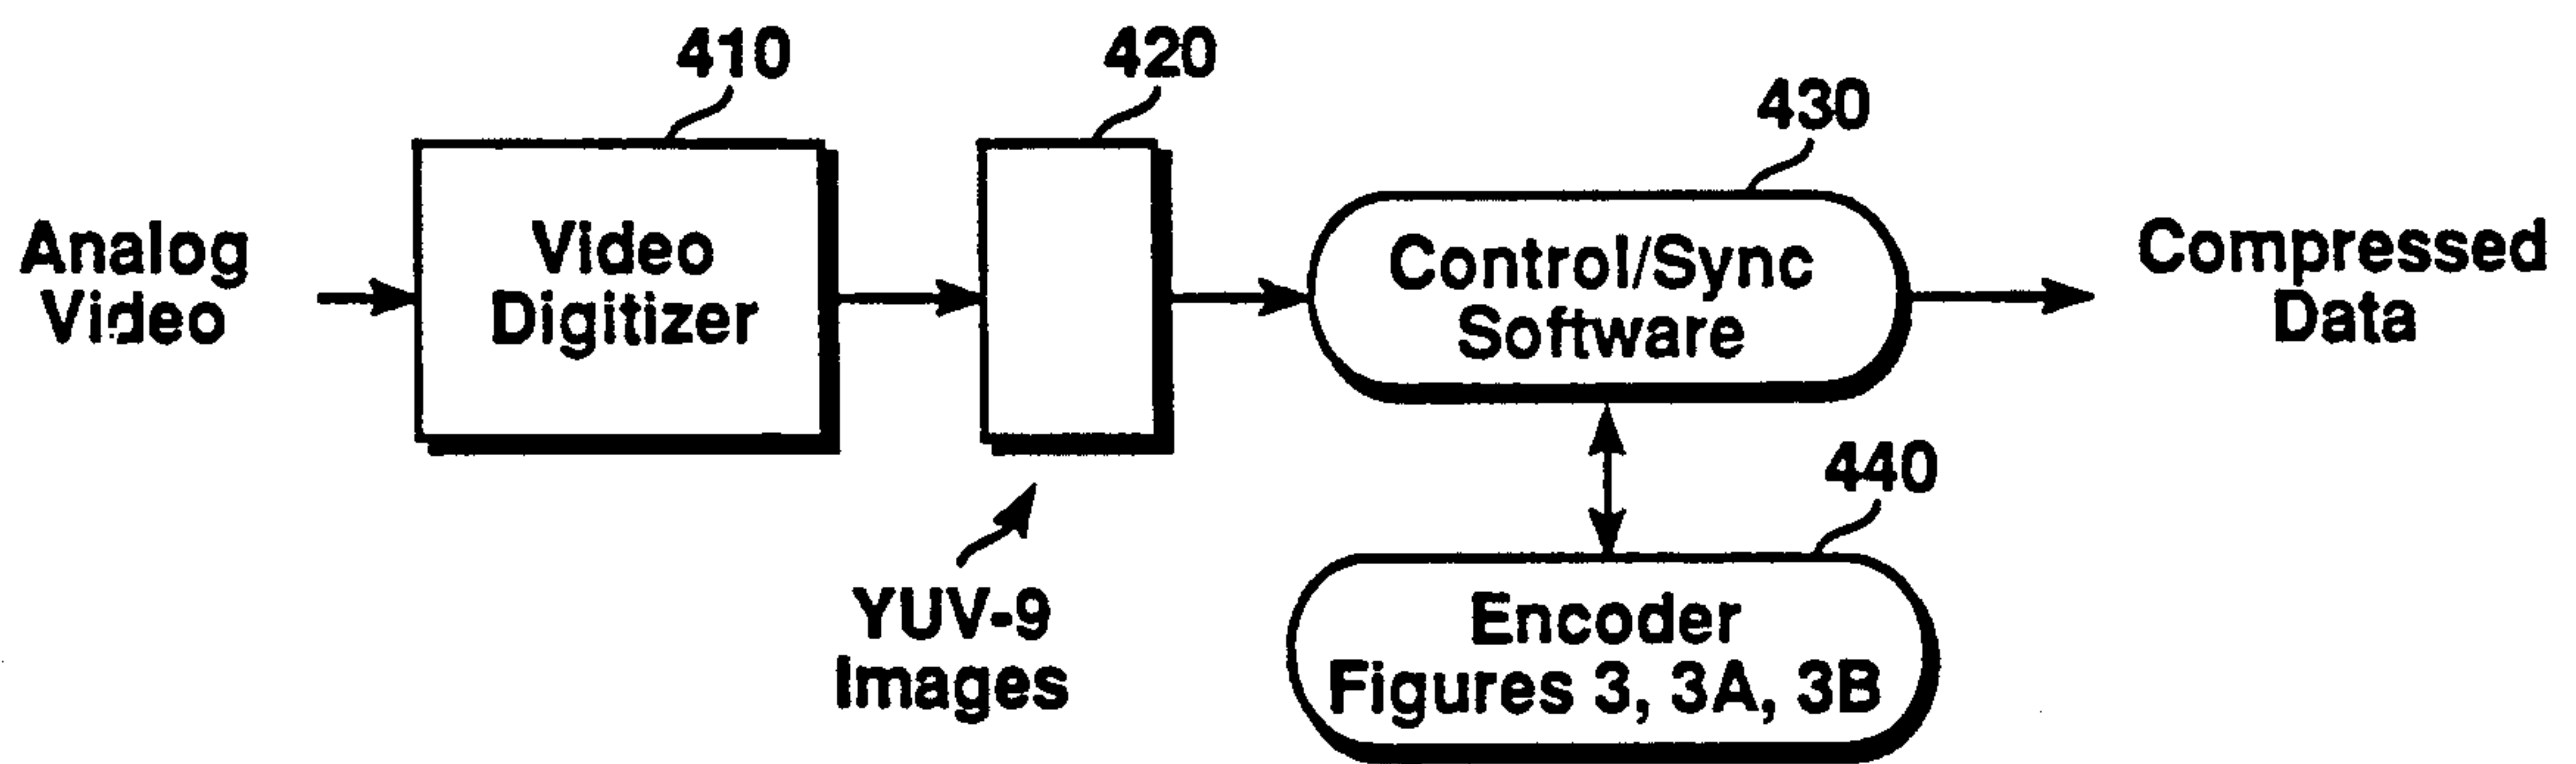 410
420
430
Analog
Video
Video
Digitizer
Control/Sync
Software
Compressed
Data
440
YUV-9
Images
Encoder
Figures 3, 3A, 3B